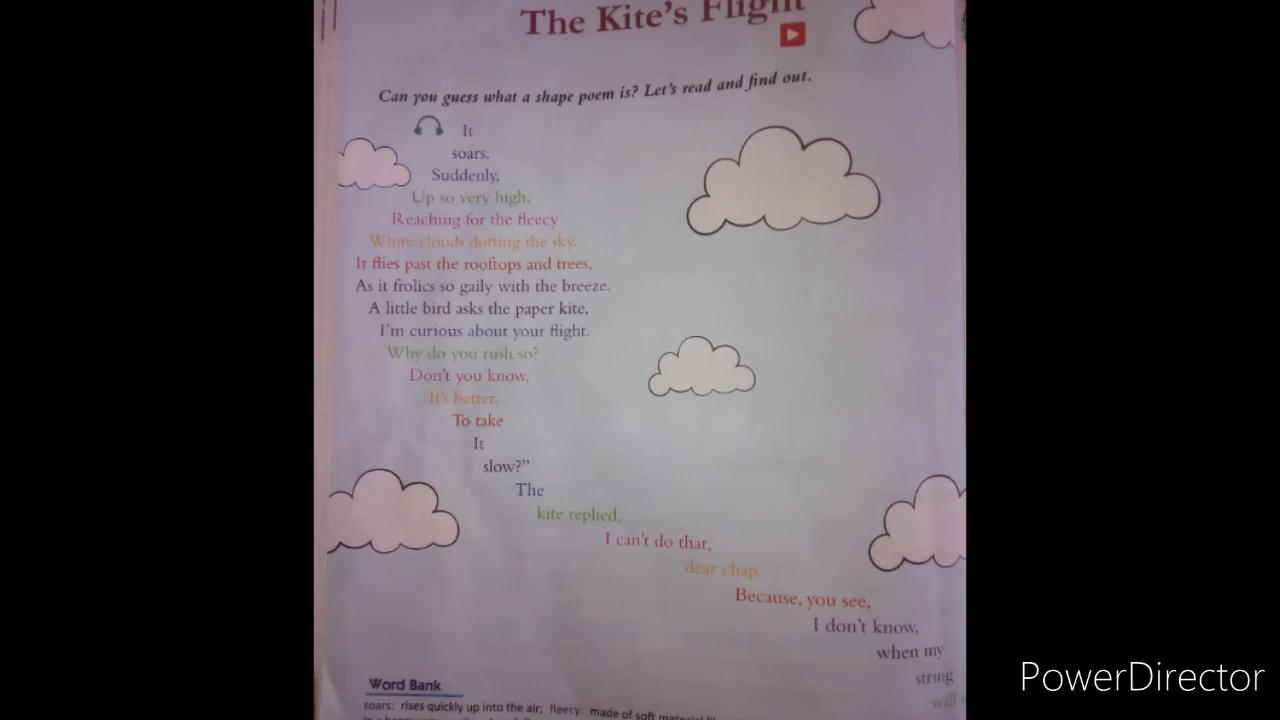 The Kite's Flight
Can you guess what a shape poem is? Let's read and find out.
It
soars.
Suddenly,
Up so very high.
Reaching for the fleecy
White clouds dotting the sky.
It flies past the rooftops and trees,
As it frolics so gaily with the breeze.
A little bird asks the paper kite,
I'm curious about your flight.
Why do you rush so?
Don't you know,
It's better,
To take
It
slow?"
The
kite replied,
I can't do that,
dear chap.
Because, you see,
I don't know,
when my
string
will
Word Bank
soars: rises quickly up into the air; fleecy: made of soft material
PowerDirector